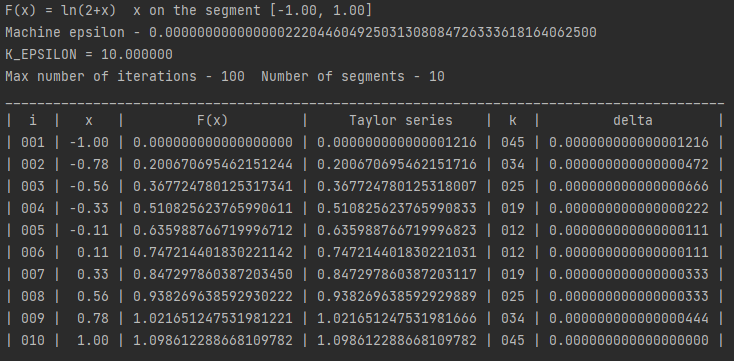 F(x) = ln(2+x)  x on the segment [-1.00, 1.00]
Machine epsilon - 0.000000000000000222044604925031308084726333618164062500
K_EPSILON = 10.000000
Max number of iterations - 100  Number of segments - 10
| i | x | F(x) | Taylor series | k | delta |
| 001 | -1.00 | 0.000000000000000000 | 0.000000000000001216 | 045 | 0.000000000000001216 |
| 002 | -0.78 | 0.200670695462151244 | 0.200670695462151716 | 034 | 0.000000000000000472 |
| 003 | -0.56 | 0.367724780125317341 | 0.367724780125318007 | 025 | 0.000000000000000666 |
| 004 | -0.33 | 0.510825623765990611 | 0.510825623765990833 | 019 | 0.000000000000000222 |
| 005 | -0.11 | 0.635988766719996712 | 0.635988766719996823 | 012 | 0.000000000000000111 |
| 006 | 0.11 | 0.747214401830221142 | 0.747214401830221031 | 012 | 0.000000000000000111 |
| 007 | 0.33 | 0.847297860387203450 | 0.847297860387203117 | 019 | 0.000000000000000333 |
| 008 | 0.56 | 0.938269638592930222 | 0.938269638592929889 | 025 | 0.000000000000000333 |
| 009 | 0.78 | 1.021651247531981221 | 1.021651247531981666 | 034 | 0.000000000000000444 |
| 010 | 1.00 | 1.098612288668109782 | 1.098612288668109782 | 045 | 0.000000000000000000 |